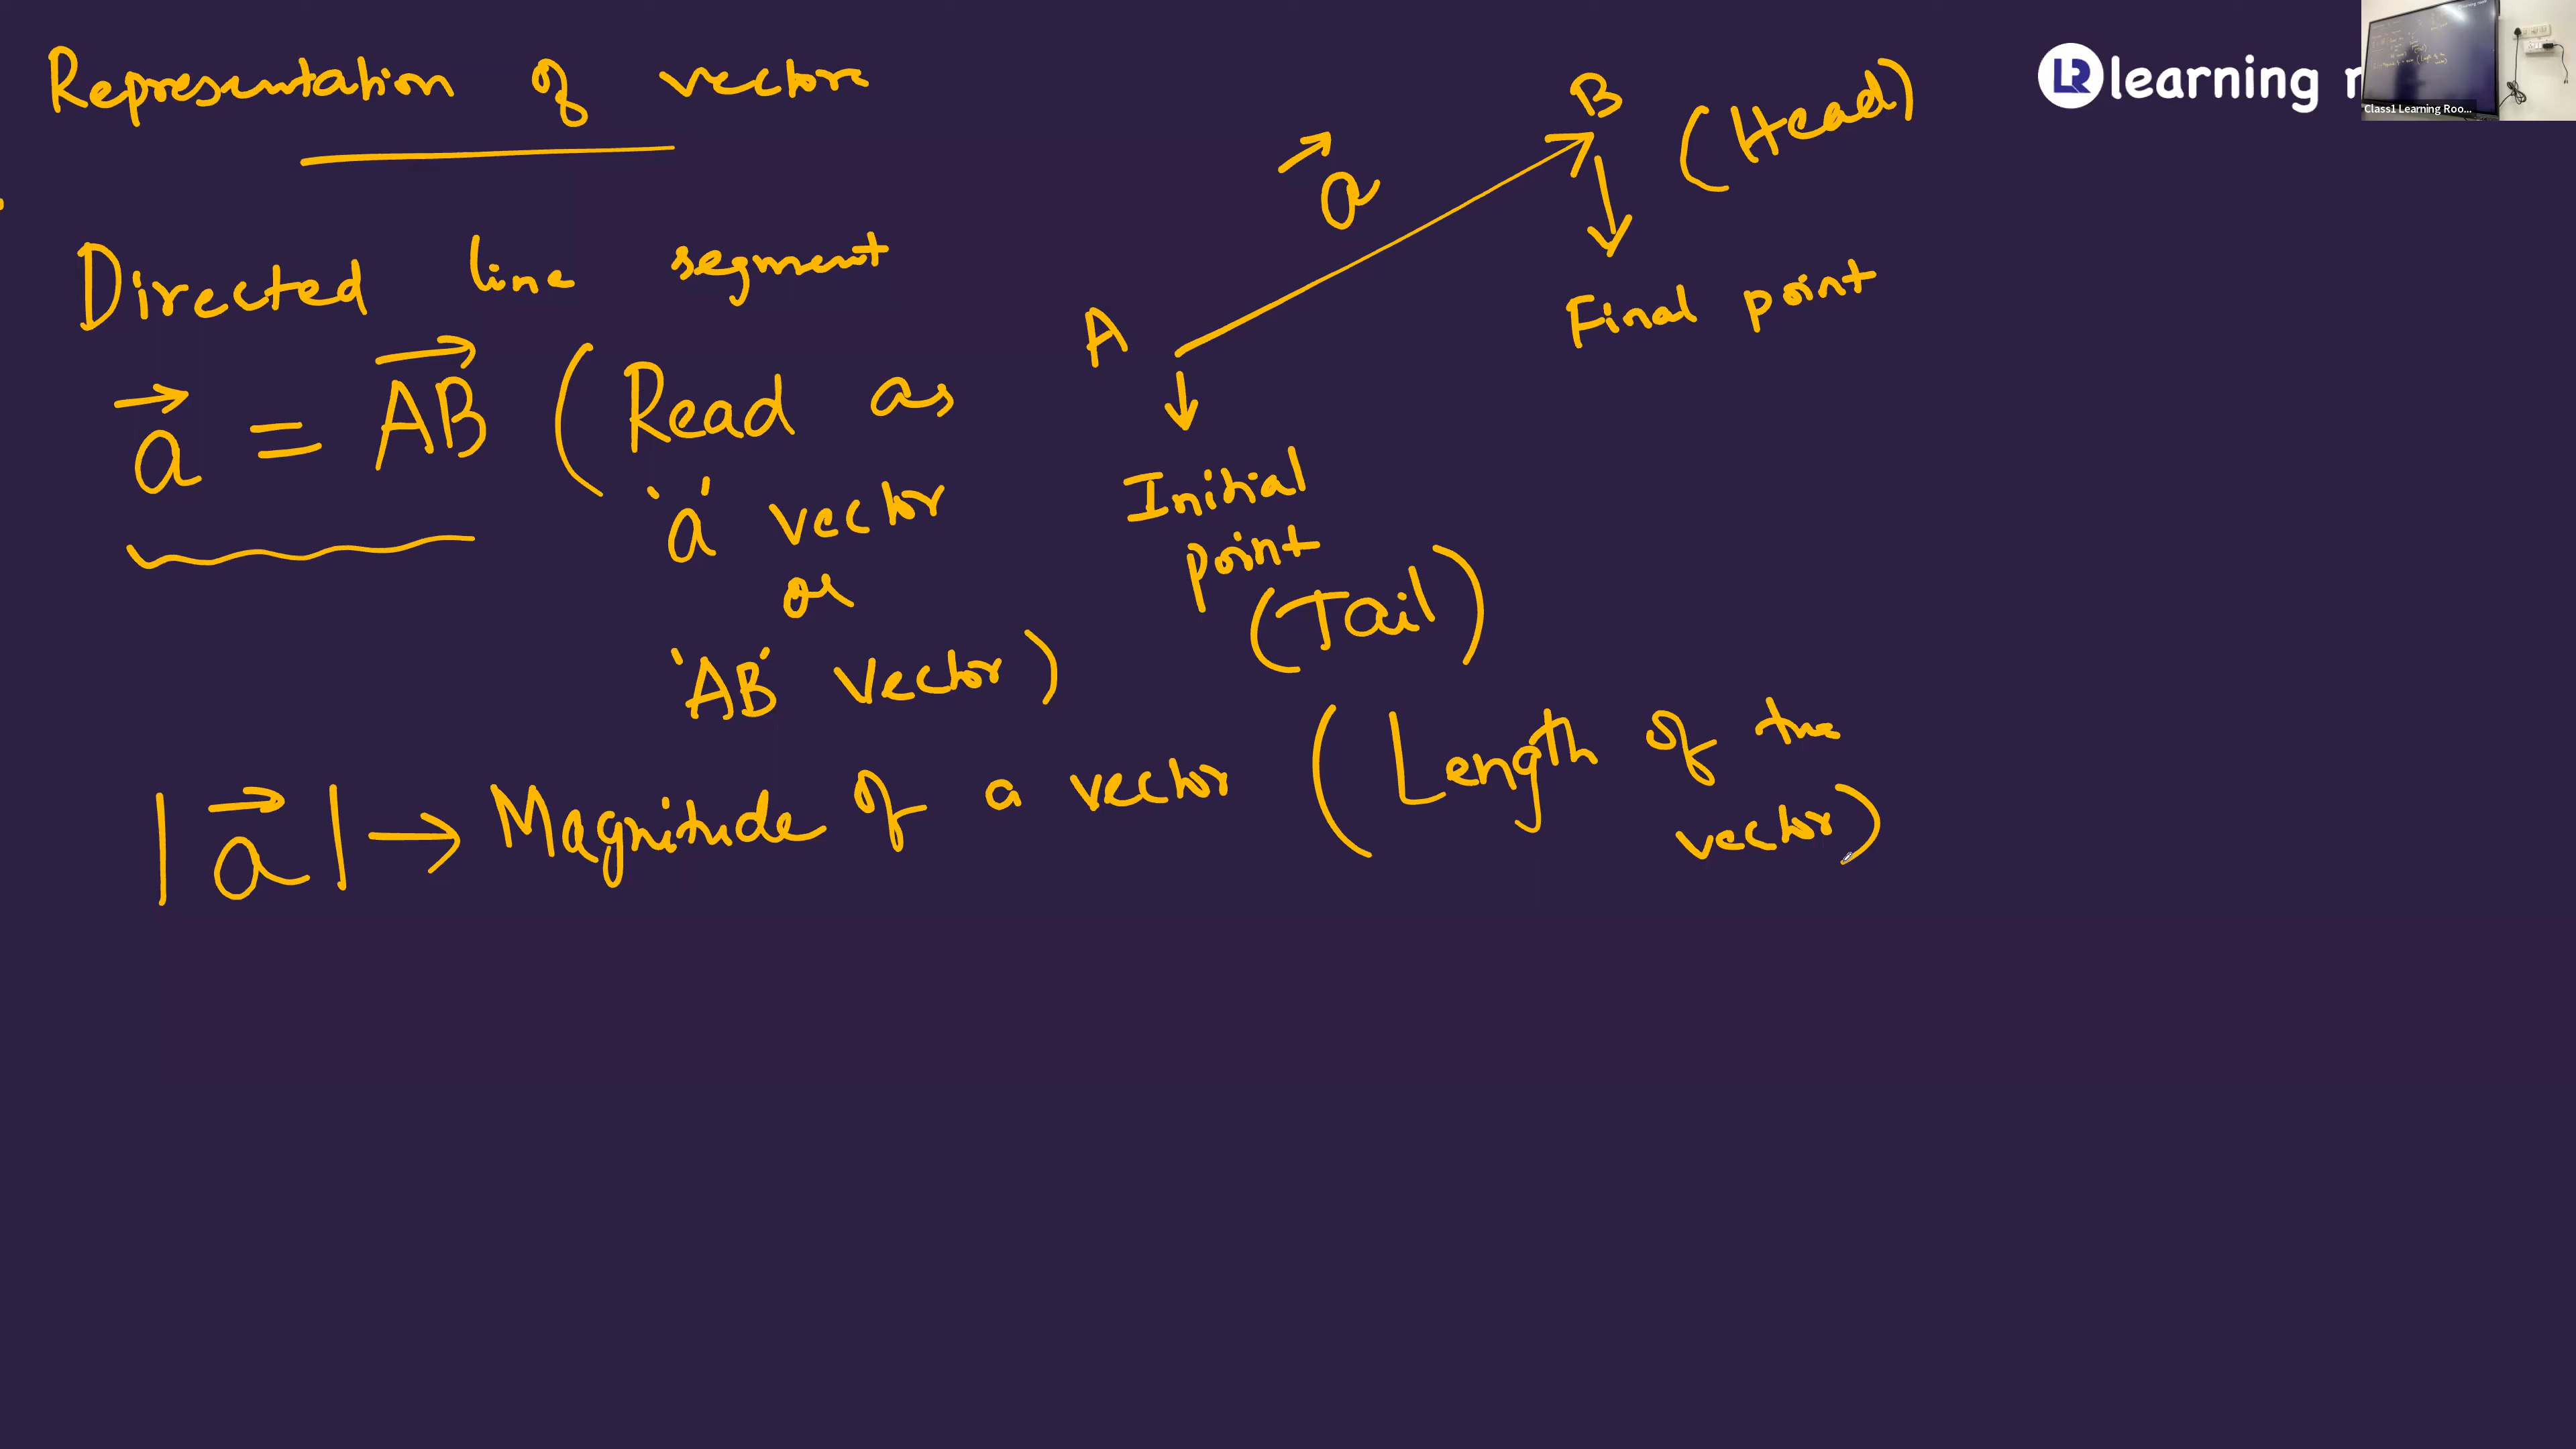 Representation of vectors
Directed line segment
a = AB (Read as
'a' vector
or
'AB' vector)
a
A
B
(Head)
Final point
Initial
point
(Tail)
|a| → Magnitude of a vector (Length of the
vector)
LR learning
Class1 Learning Roo...